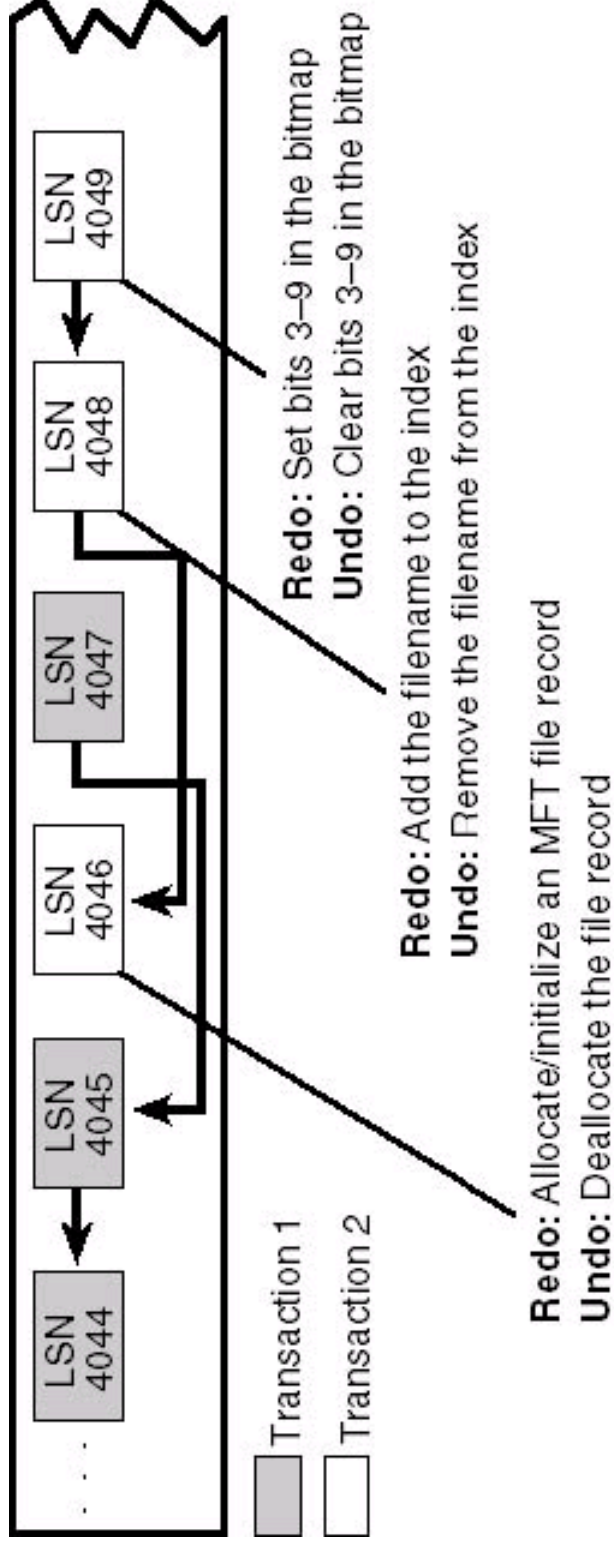 . . .
LSN
4044
LSN
4045
LSN
4046
LSN
4047
LSN
4048
LSN
4049
Transaction 1
Transaction 2
Redo: Set bits 3–9 in the bitmap
Undo: Clear bits 3–9 in the bitmap
Redo: Add the filename to the index
Undo: Remove the filename from the index
Redo: Allocate/initialize an MFT file record
Undo: Deallocate the file record